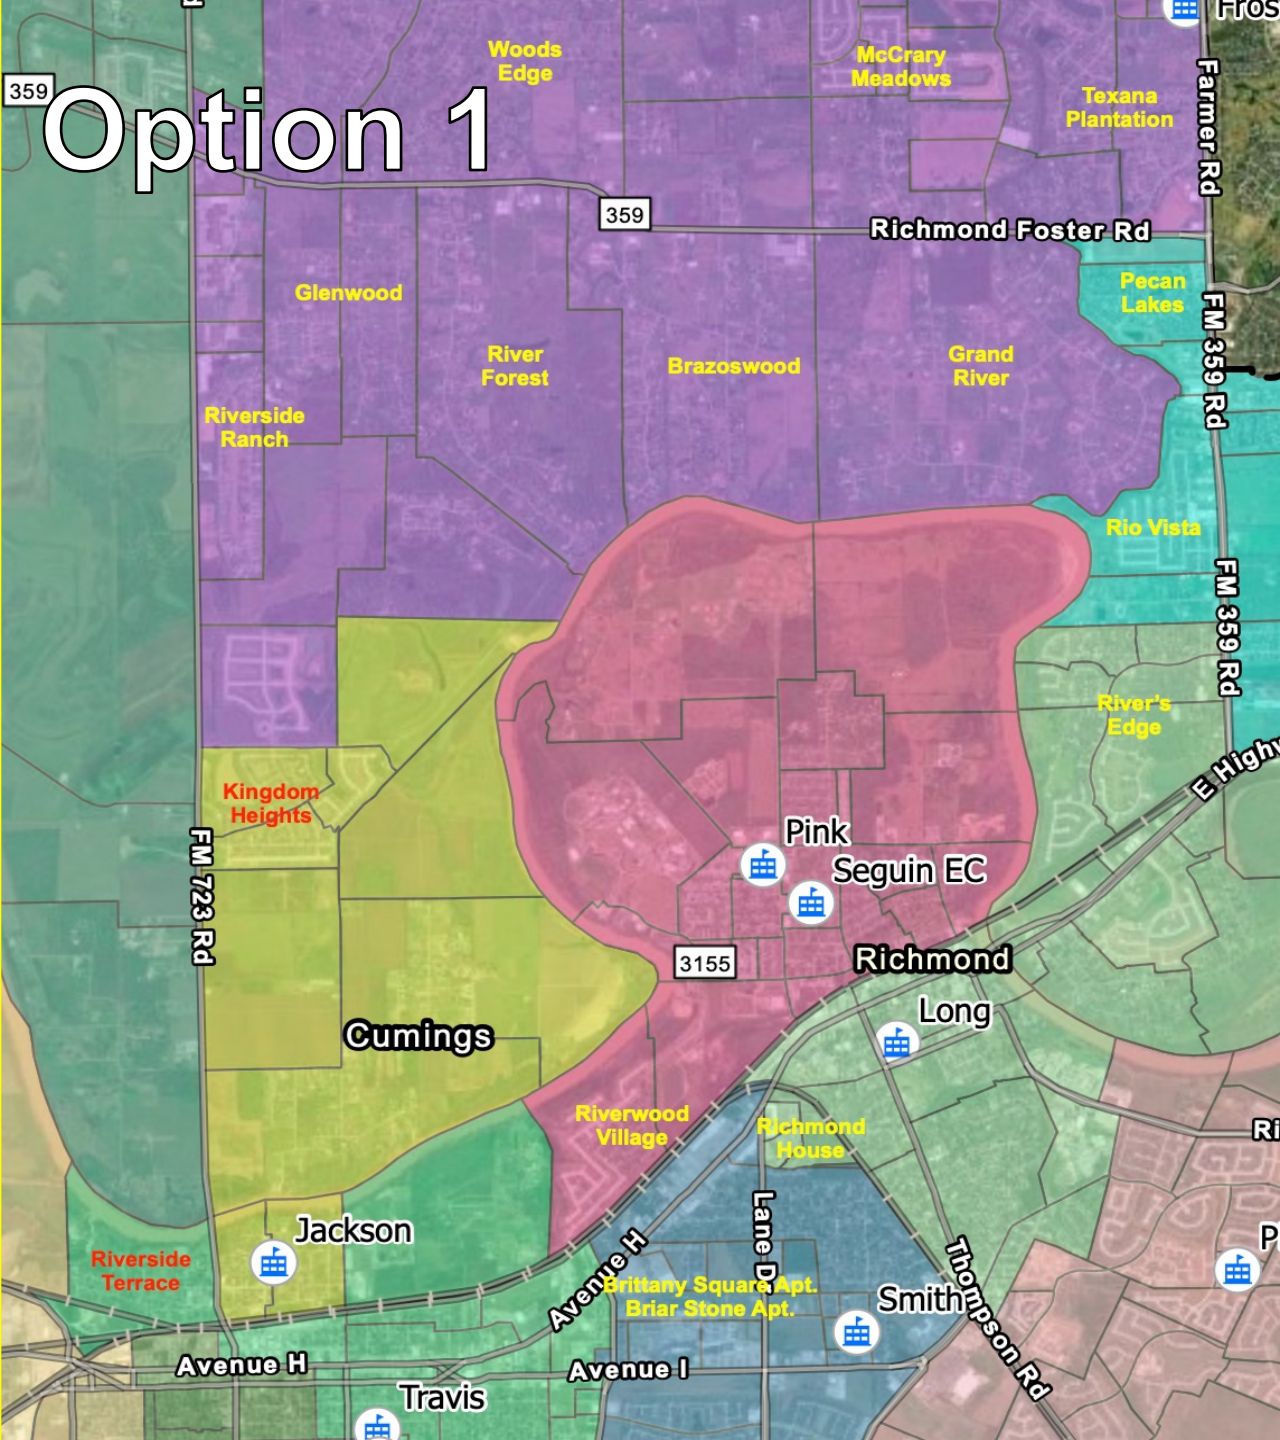 Fros
Woods
Edge
McCrary
Meadows
359
Option 1
Texana
Plantation
Farmer Rd
359
Richmond Foster Rd
Glenwood
Pecan
Lakes
River
Forest
Brazoswood
Grand
River
FM 359 Rd
Riverside
Ranch
Rio Vista
FM 359 Rd
River's
Edge
E Highw
Kingdom
Heights
Pink
FM 723 Rd
Seguin EC
3155
Richmond
Long
Cumings
Riverwood
Village
Richmond
House
Ri
Jackson
Lane Dr
P
Riverside
Terrace
Avenue H
Brittany Square Apt.
Briar Stone Apt.
Smith
Thompson Rd
Avenue H
Avenue I
Travis